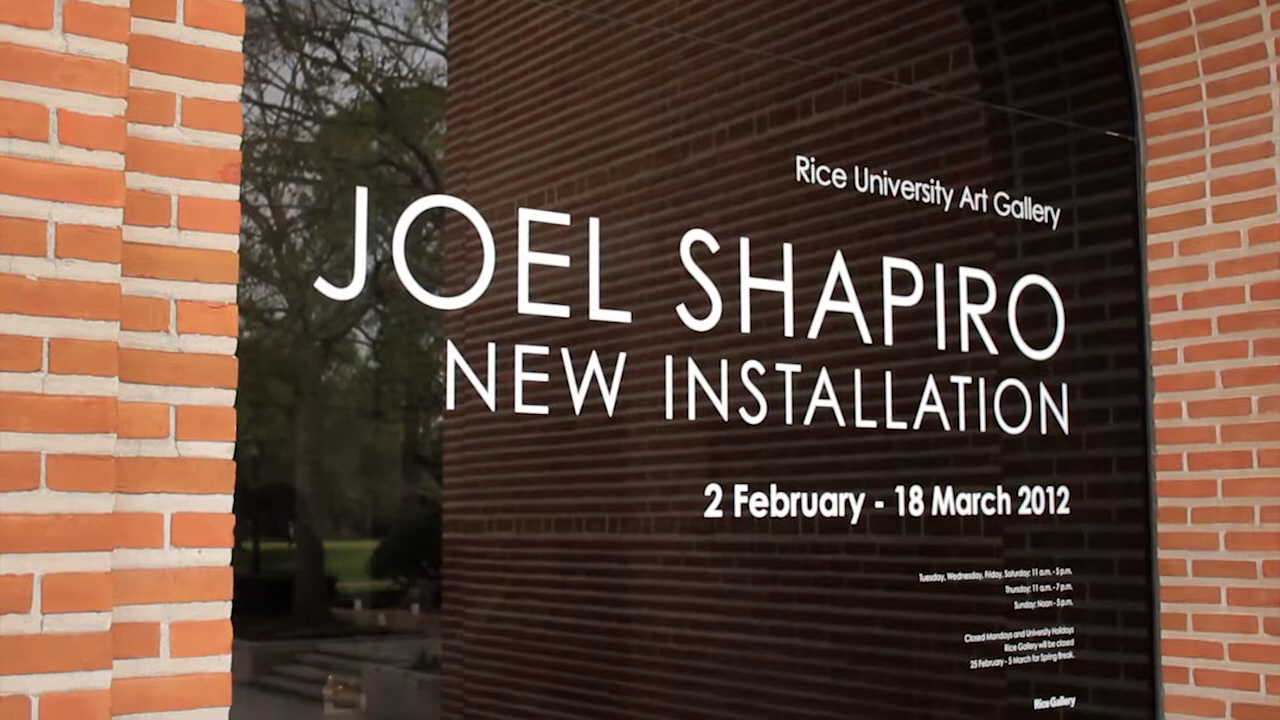 Rice University Art Gallery
JOEL SHAPIRO
NEW INSTALLATION
2 February - 18 March 2012
Tuesday, Wednesday, Friday, Saturday: 11 a.m. - 5 p.m.
Thursday: 11 a.m. - 7 p.m.
Sunday: Noon - 5 p.m.
Closed Mondays and University Holidays
Rice Gallery will be closed
25 February - 5 March for Spring Break.
Rice Gallery